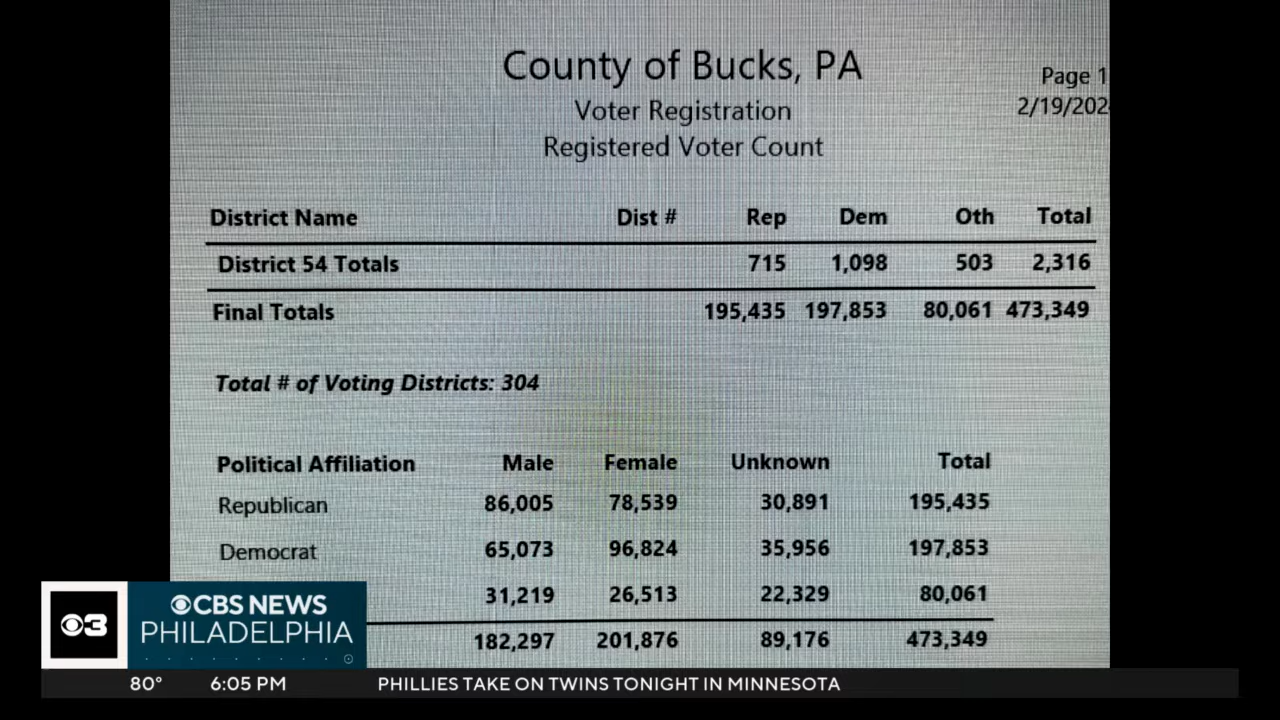 County of Bucks, PA
Page 1
2/19/202
Voter Registration
Registered Voter Count
District Name Dist # Rep Dem Oth Total
District 54 Totals 715 1,098 503 2,316
Final Totals 195,435 197,853 80,061 473,349
Total # of Voting Districts: 304
Political Affiliation Male Female Unknown Total
Republican 86,005 78,539 30,891 195,435
Democrat 65,073 96,824 35,956 197,853
31,219 26,513 22,329 80,061
182,297 201,876 89,176 473,349
3 CBS NEWS
PHILADELPHIA
80° 6:05 PM PHILLIES TAKE ON TWINS TONIGHT IN MINNESOTA